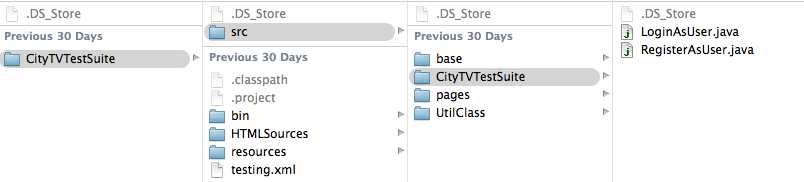 .DS_Store
Previous 30 Days
CityTVTestSuite
.DS_Store
src
Previous 30 Days
.classpath
.project
bin
HTMLSources
resources
testing.xml
.DS_Store
Previous 30 Days
base
CityTVTestSuite
pages
UtilClass
.DS_Store
LoginAsUser.java
RegisterAsUser.java